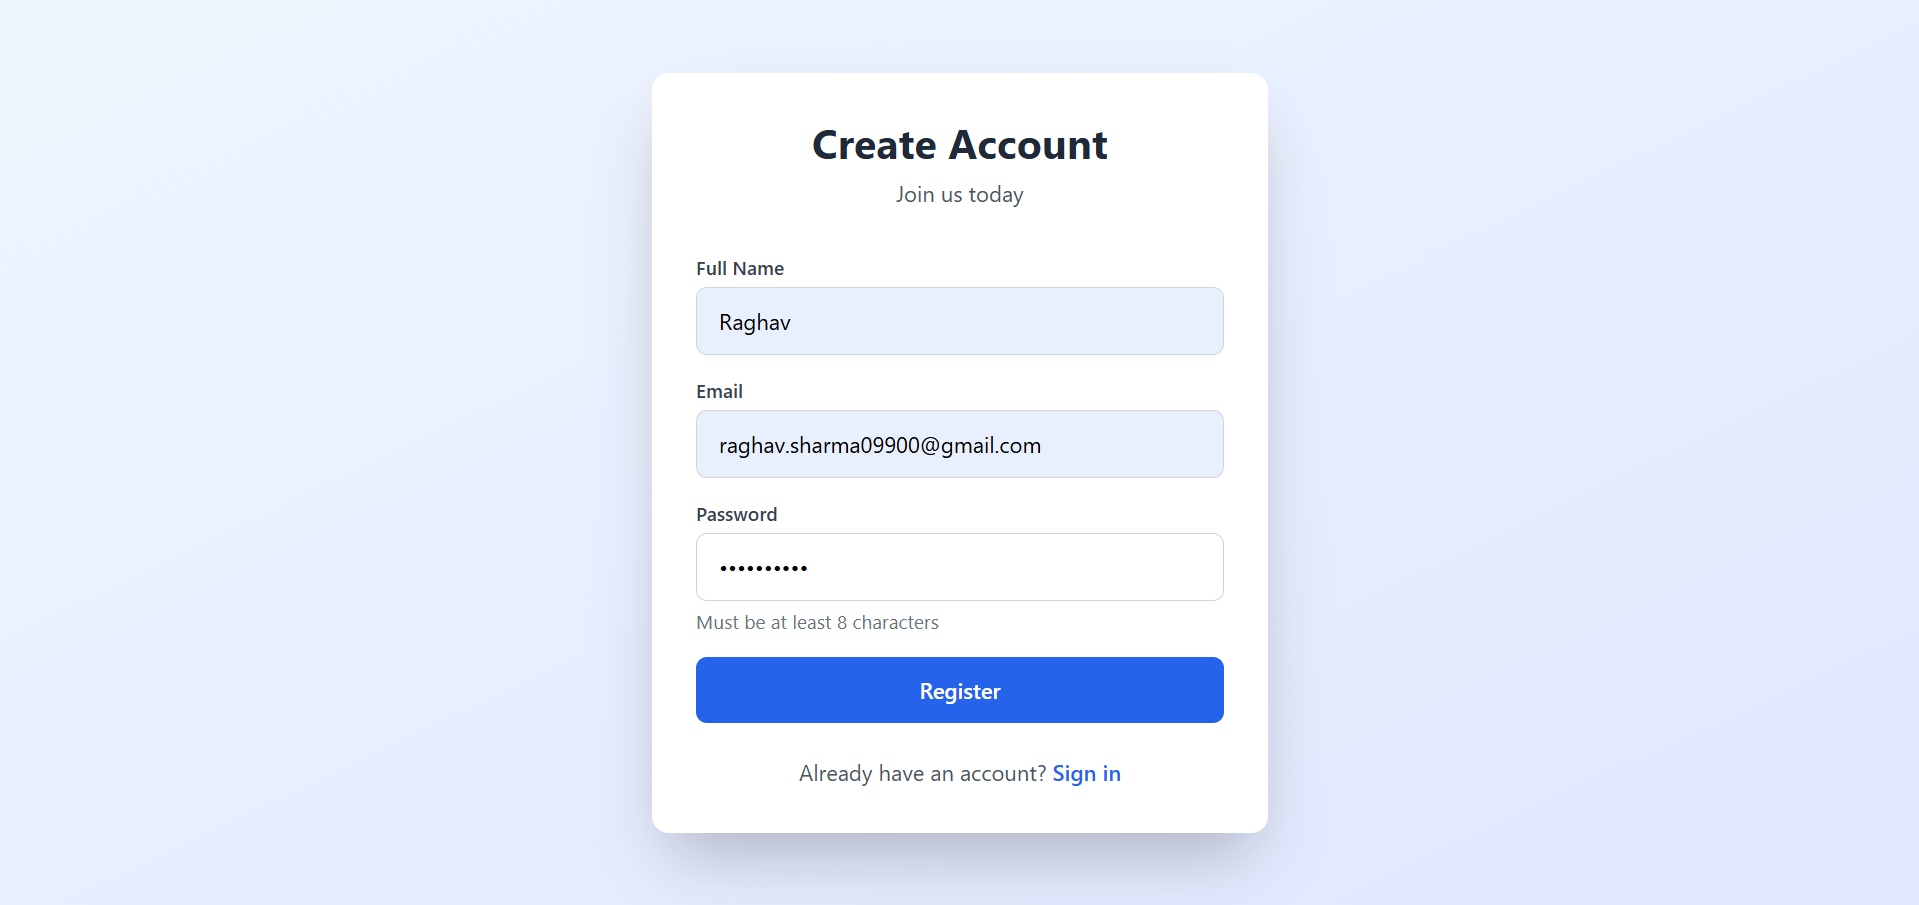 Create Account
Join us today
Full Name
Raghav
Email
raghav.sharma09900@gmail.com
Password
••••••••••
Must be at least 8 characters
Register
Already have an account? Sign in